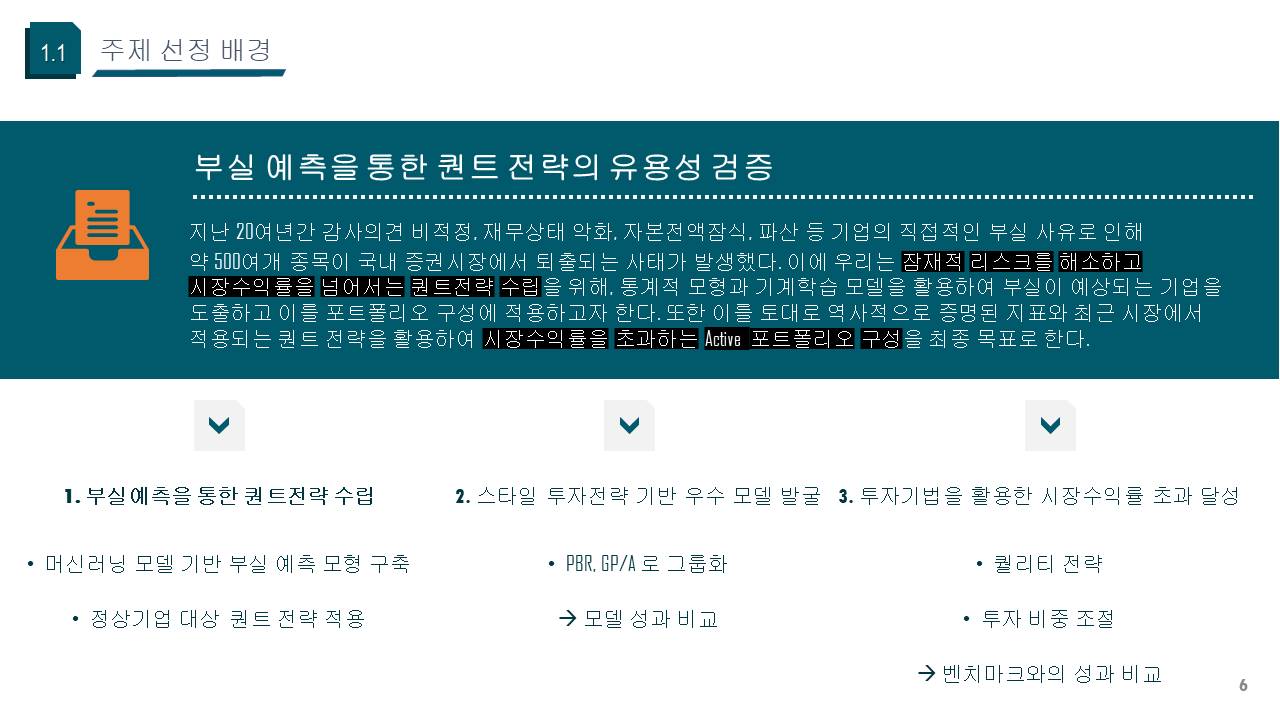 1.1 주제 선정 배경
부실 예측을 통한 퀀트 전략의 유용성 검증
지난 20여년간 감사의견 비적정, 재무상태 악화, 자본전액잠식, 파산 등 기업의 직접적인 부실 사유로 인해
약 500여개 종목이 국내 증권시장에서 퇴출되는 사태가 발생했다. 이에 우리는 잠재적 리스크를 해소하고
시장수익률을 넘어서는 퀀트전략 수립을 위해, 통계적 모형과 기계학습 모델을 활용하여 부실이 예상되는 기업을
도출하고 이를 포트폴리오 구성에 적용하고자 한다. 또한 이를 토대로 역사적으로 증명된 지표와 최근 시장에서
적용되는 퀀트 전략을 활용하여 시장수익률을 초과하는 Active 포트폴리오 구성을 최종 목표로 한다.
1. 부실예측을 통한 퀀트전략 수립
• 머신러닝 모델 기반 부실 예측 모형 구축
• 정상기업 대상 퀀트 전략 적용
2. 스타일 투자전략 기반 우수 모델 발굴
• PBR, GP/A 로 그룹화
→ 모델 성과 비교
3. 투자기법을 활용한 시장수익률 초과 달성
• 퀄리티 전략
• 투자 비중 조절
→ 벤치마크와의 성과 비교
6